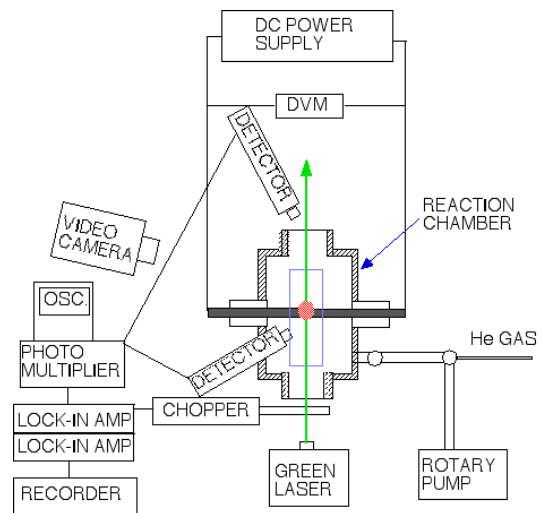 DC POWER
SUPPLY
DVM
DETECTOR
REACTION
CHAMBER
VIDEO
CAMERA
OSC.
He GAS
PHOTO
MULTIPLIER
DETECTOR
CHOPPER
LOCK-IN AMP
LOCK-IN AMP
RECORDER
GREEN
LASER
ROTARY
PUMP